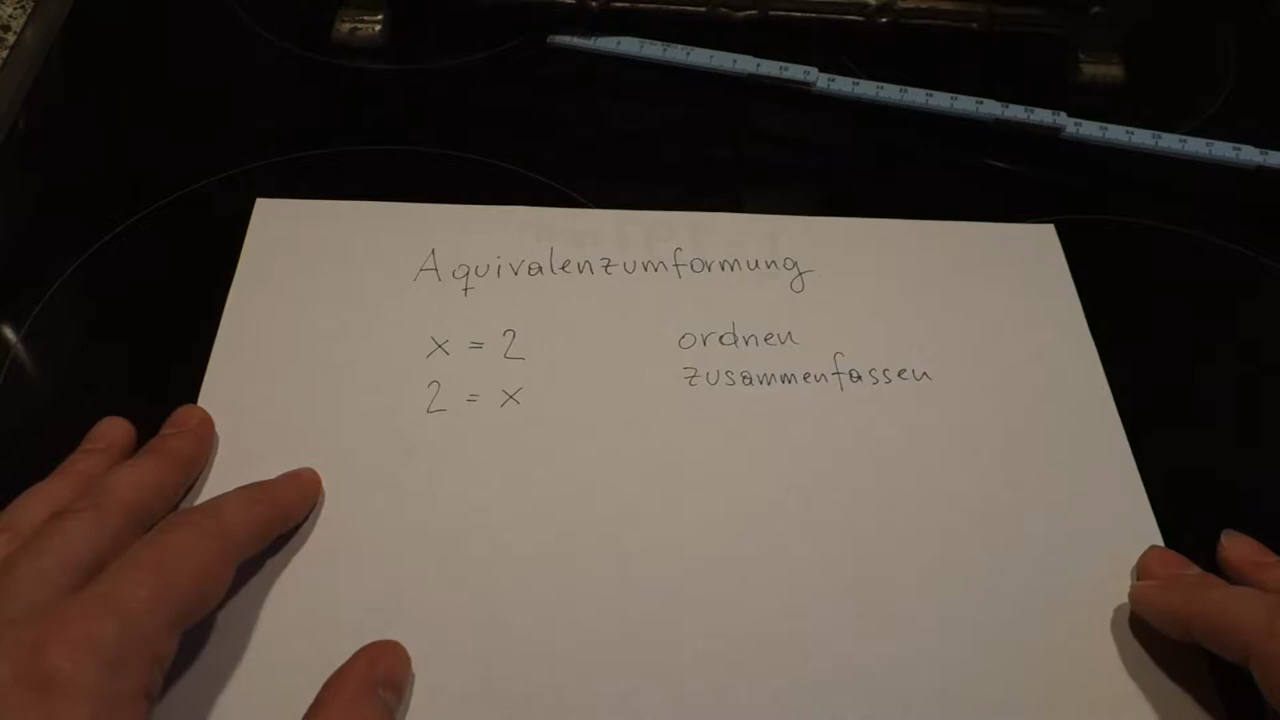 Aquivalenzumformung
x = 2
2 = x
ordnen
zusammenfassen